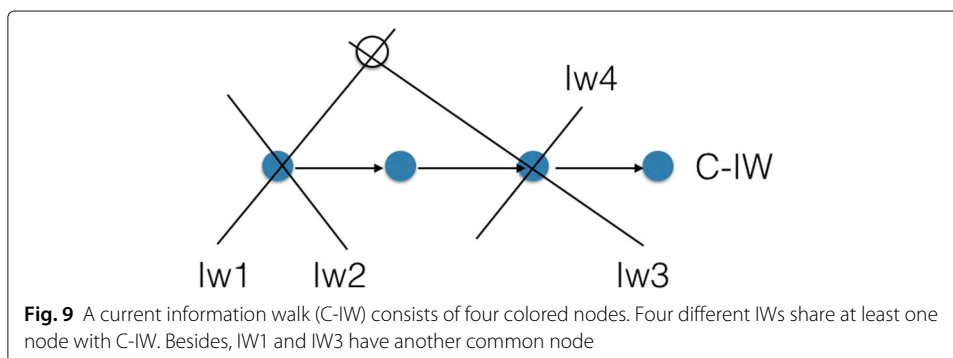 Iw4
C-IW
Iw1
Iw2
Iw3
Fig. 9 A current information walk (C-IW) consists of four colored nodes. Four different IWs share at least one
node with C-IW. Besides, IW1 and IW3 have another common node